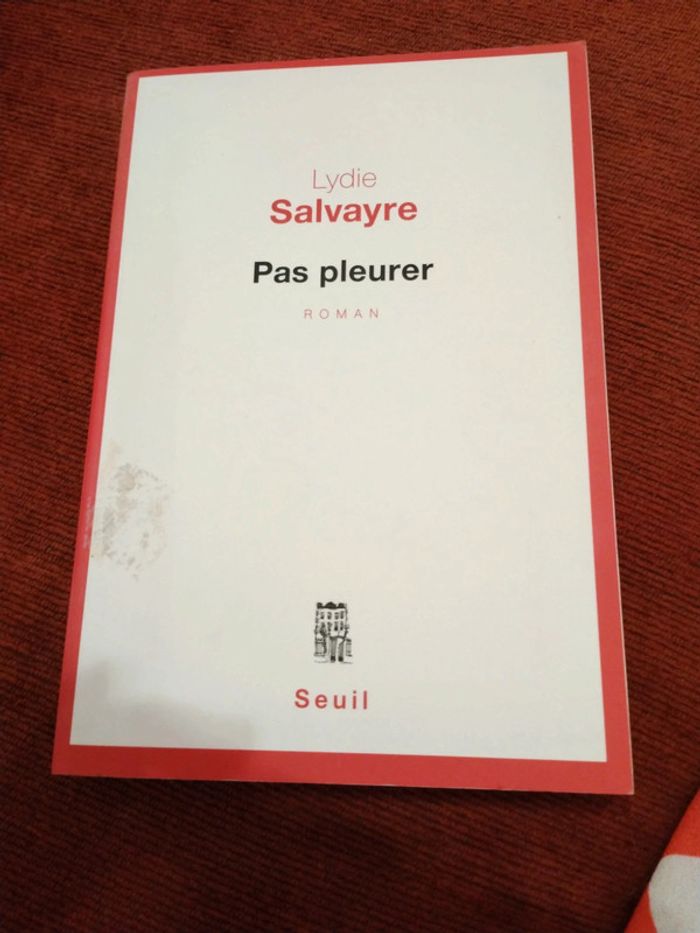 Lydie
Salvayre
Pas pleurer
ROMAN
Seuil